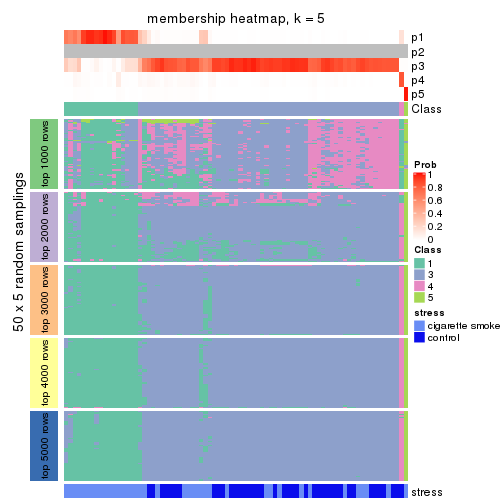 membership heatmap, k = 5
p1
p2
p3
p4
p5
Class
50 x 5 random samplings
top 1000 rows
top 2000 rows
top 3000 rows
top 4000 rows
top 5000 rows
stress
Prob
1
0.8
0.6
0.4
0.2
0
Class
1
3
4
5
stress
cigarette smoke
control